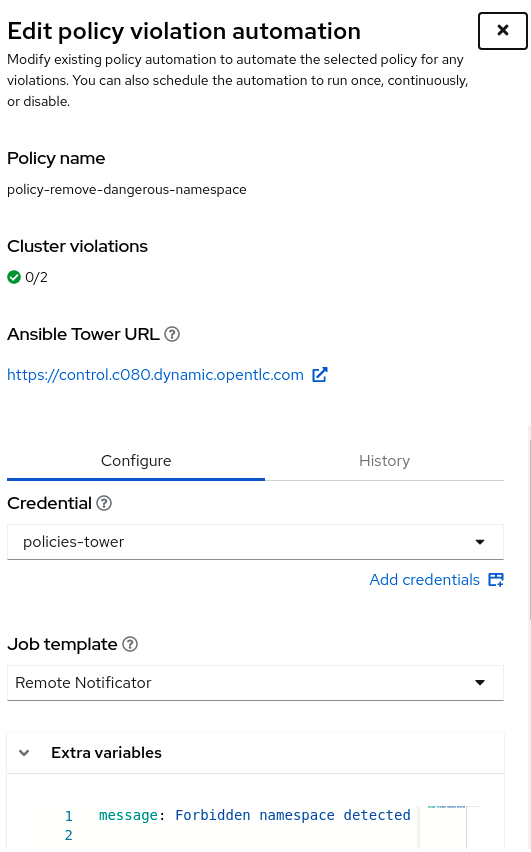 Edit policy violation automation
Modify existing policy automation to automate the selected policy for any
violations. You can also schedule the automation to run once, continuously,
or disable.
Policy name
policy-remove-dangerous-namespace
Cluster violations
0/2
Ansible Tower URL
https://control.c080.dynamic.opentlc.com
Configure
History
Credential
policies-tower
Add credentials
Job template
Remote Notificator
Extra variables
1 message: Forbidden namespace detected
2